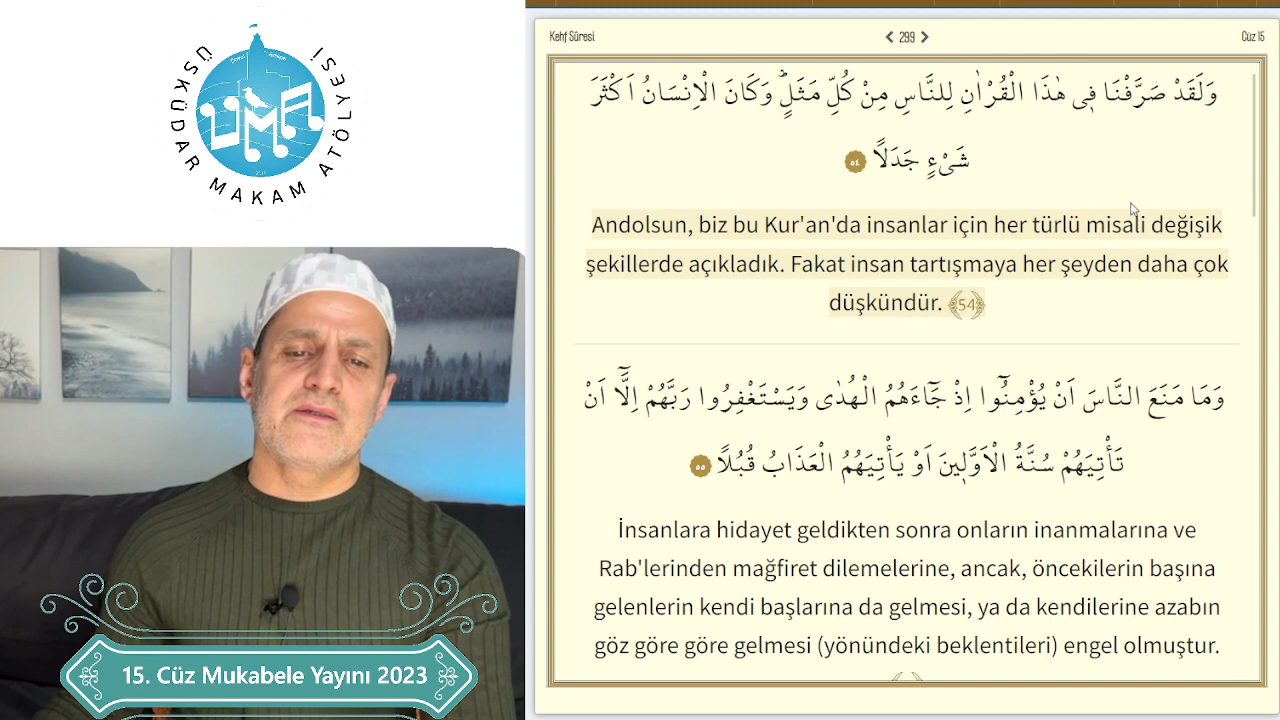 ÜSKÜDAR MAKAM ATÖLYESİ
15. Cüz Mukabele Yayını 2023
Kehf Sûresi
299
Cüz 15
وَلَقَدْ صَرَّفْنَا ف۪ى هٰذَا الْقُرْاٰنِ لِلنَّاسِ مِنْ كُلِّ مَثَلٍۜ وَكَانَ الْاِنْسَانُ اَكْثَرَ
شَىْءٍ جَدَلًا ٥٤
Andolsun, biz bu Kur'an'da insanlar için her türlü misali değişik
şekillerde açıkladık. Fakat insan tartışmaya her şeyden daha çok
düşkündür. ﴾54﴿
وَمَا مَنَعَ النَّاسَ اَنْ يُؤْمِنُٓوا اِذْ جَٓاءَهُمُ الْهُدٰى وَيَسْتَغْفِرُوا رَبَّهُمْ اِلَّٓا اَنْ
تَأْتِيَهُمْ سُنَّةُ الْاَوَّل۪ينَ اَوْ يَأْتِيَهُمُ الْعَذَابُ قُبُلًا ٥٥
İnsanlara hidayet geldikten sonra onların inanmalarına ve
Rab'lerinden mağfiret dilemelerine, ancak, öncekilerin başına
gelenlerin kendi başlarına da gelmesi, ya da kendilerine azabın
göz göre göre gelmesi (yönündeki beklentileri) engel olmuştur.